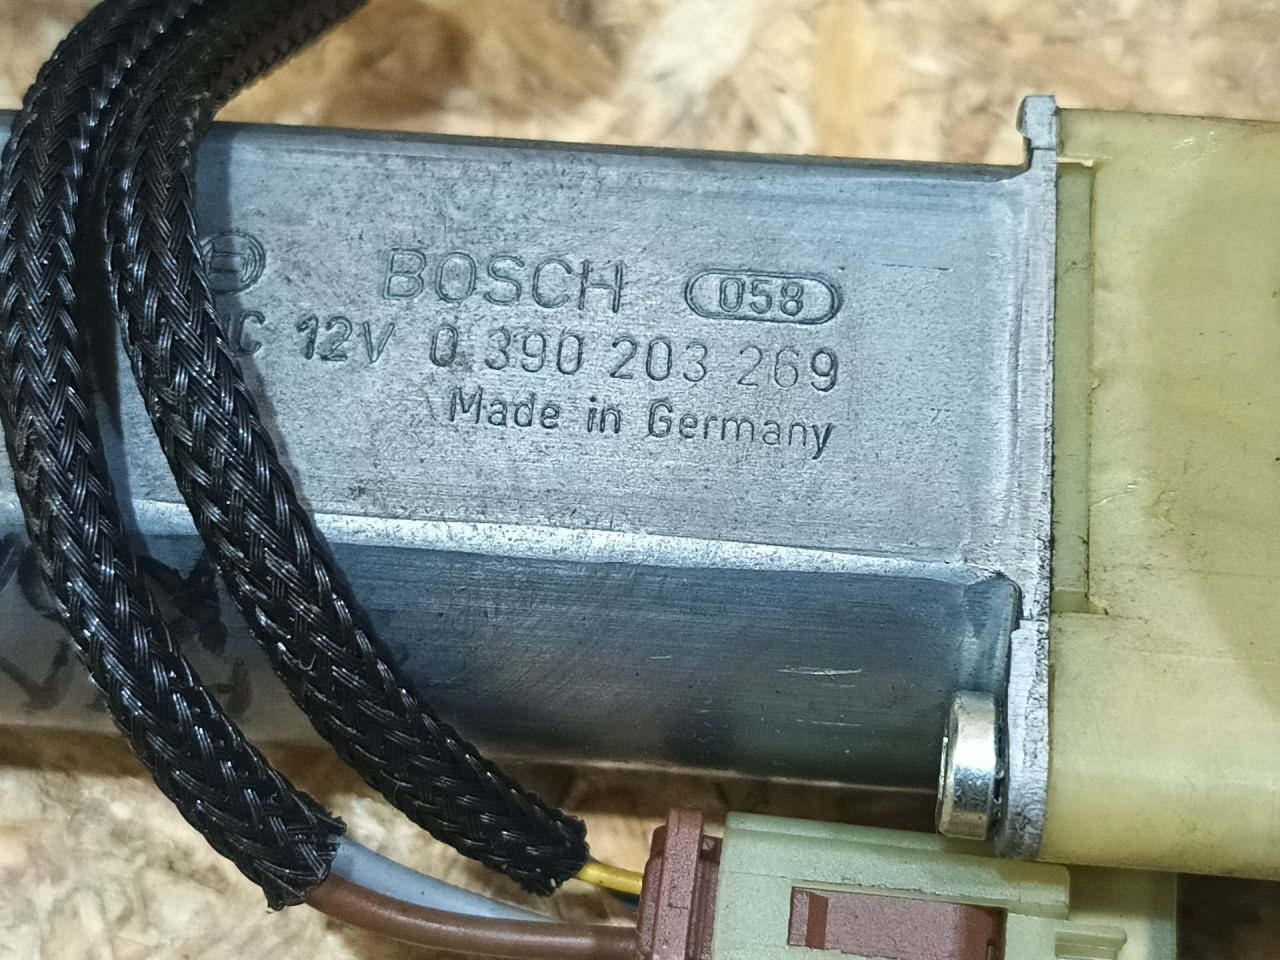 BOSCH 058
C 12V 0 390 203 269
Made in Germany